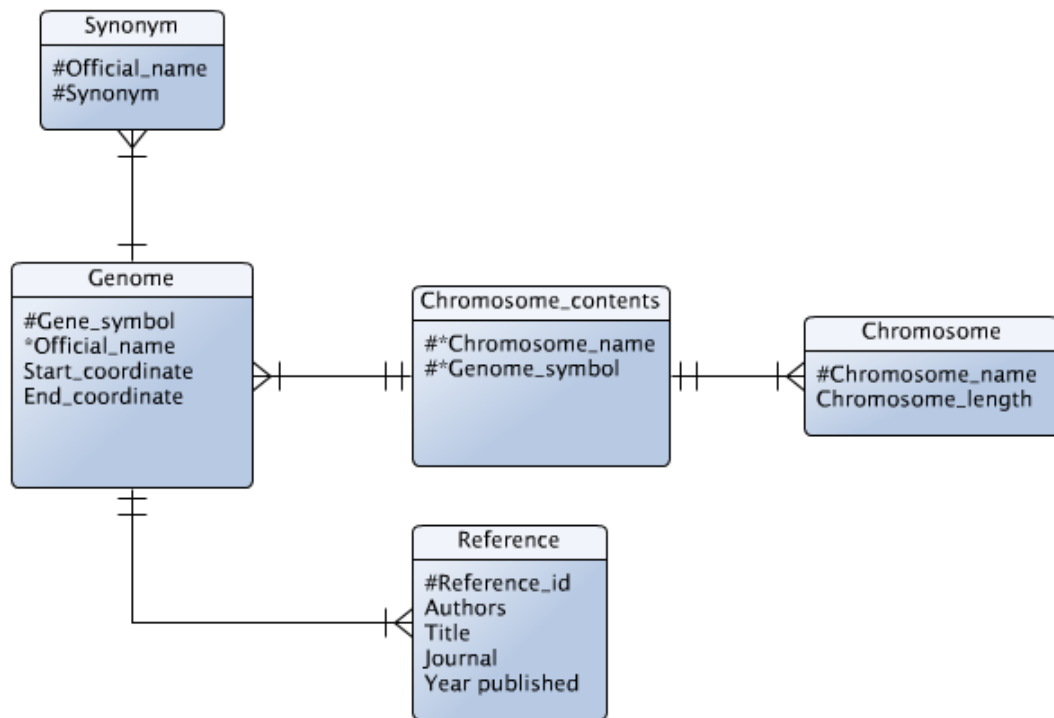 Synonym
#Official_name
#Synonym
Genome
#Gene_symbol
*Official_name
Start_coordinate
End_coordinate
Chromosome_contents
#*Chromosome_name
#*Genome_symbol
Chromosome
#Chromosome_name
Chromosome_length
Reference
#Reference_id
Authors
Title
Journal
Year published